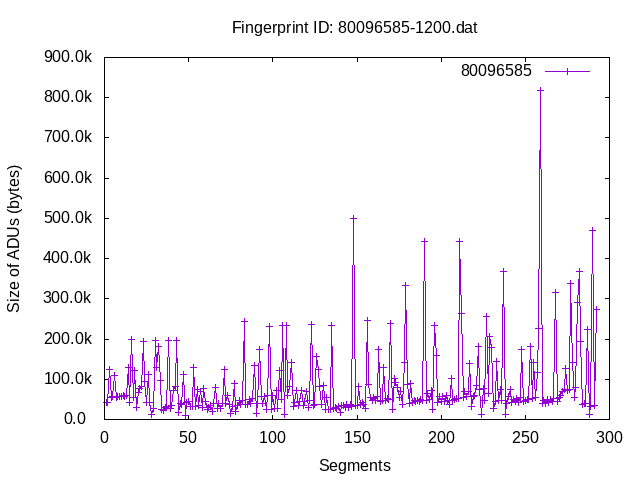 Fingerprint ID: 80096585-1200.dat
900.0k
80096585
800.0k
700.0k
600.0k
500.0k
400.0k
300.0k
200.0k
100.0k
0.0
Size of ADUs (bytes)
0 50 100 150 200 250 300
Segments